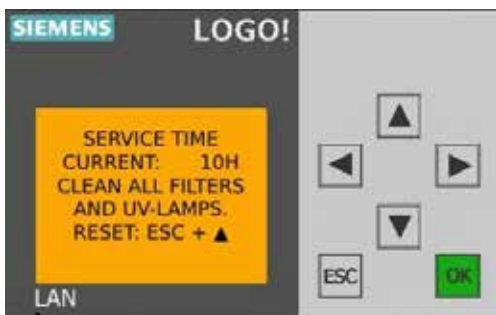 SIEMENS
LOGO!
SERVICE TIME
CURRENT: 10H
CLEAN ALL FILTERS
AND UV-LAMPS.
RESET: ESC + ▲
ESC
OK
LAN